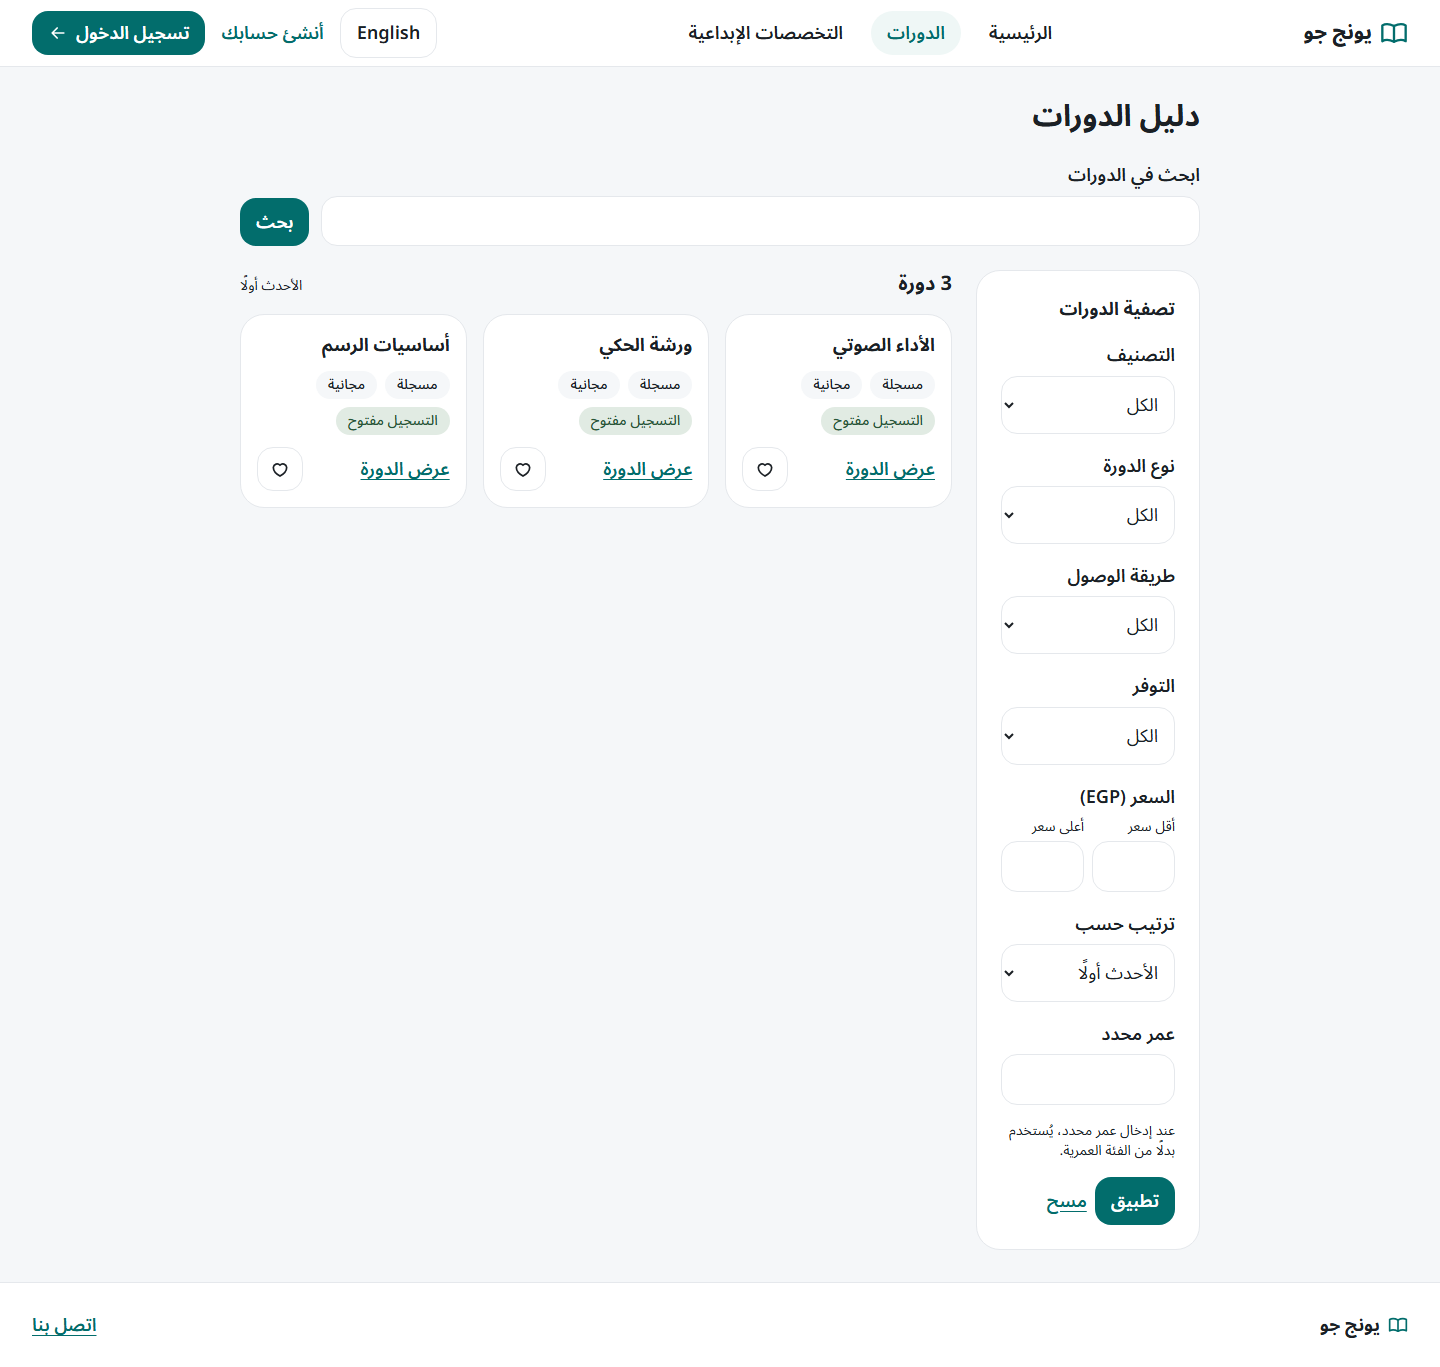 يونج جو
الرئيسية
الدورات
التخصصات الإبداعية
English
أنشئ حسابك
تسجيل الدخول
دليل الدورات
ابحث في الدورات
بحث
تصفية الدورات
التصنيف
الكل
نوع الدورة
الكل
طريقة الوصول
الكل
التوفر
الكل
السعر (EGP)
أقل سعر
أعلى سعر
ترتيب حسب
الأحدث أولًا
عمر محدد
عند إدخال عمر محدد، يُستخدم
بدلًا من الفئة العمرية.
تطبيق
مسح
3 دورة
الأحدث أولًا
الأداء الصوتي
مسجلة
مجانية
التسجيل مفتوح
عرض الدورة
ورشة الحكي
مسجلة
مجانية
التسجيل مفتوح
عرض الدورة
أساسيات الرسم
مسجلة
مجانية
التسجيل مفتوح
عرض الدورة
يونج جو
اتصل بنا